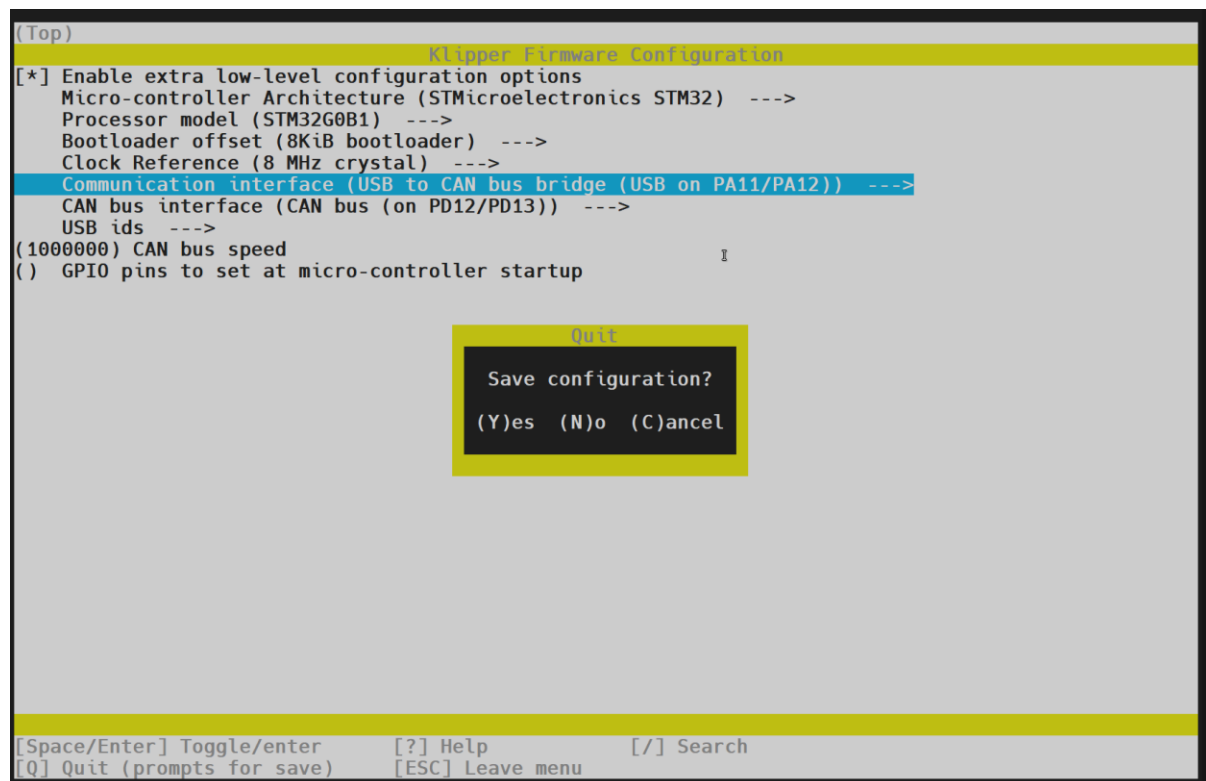 (Top)
Klipper Firmware Configuration
[*] Enable extra low-level configuration options
Micro-controller Architecture (STMicroelectronics STM32)  --->
Processor model (STM32G0B1)  --->
Bootloader offset (8KiB bootloader)  --->
Clock Reference (8 MHz crystal)  --->
Communication interface (USB to CAN bus bridge (USB on PA11/PA12))  --->
CAN bus interface (CAN bus (on PD12/PD13))  --->
USB ids  --->
(1000000) CAN bus speed
()  GPIO pins to set at micro-controller startup
Quit
Save configuration?
(Y)es  (N)o  (C)ancel
[Space/Enter] Toggle/enter      [?] Help            [/] Search
[Q] Quit (prompts for save)     [ESC] Leave menu